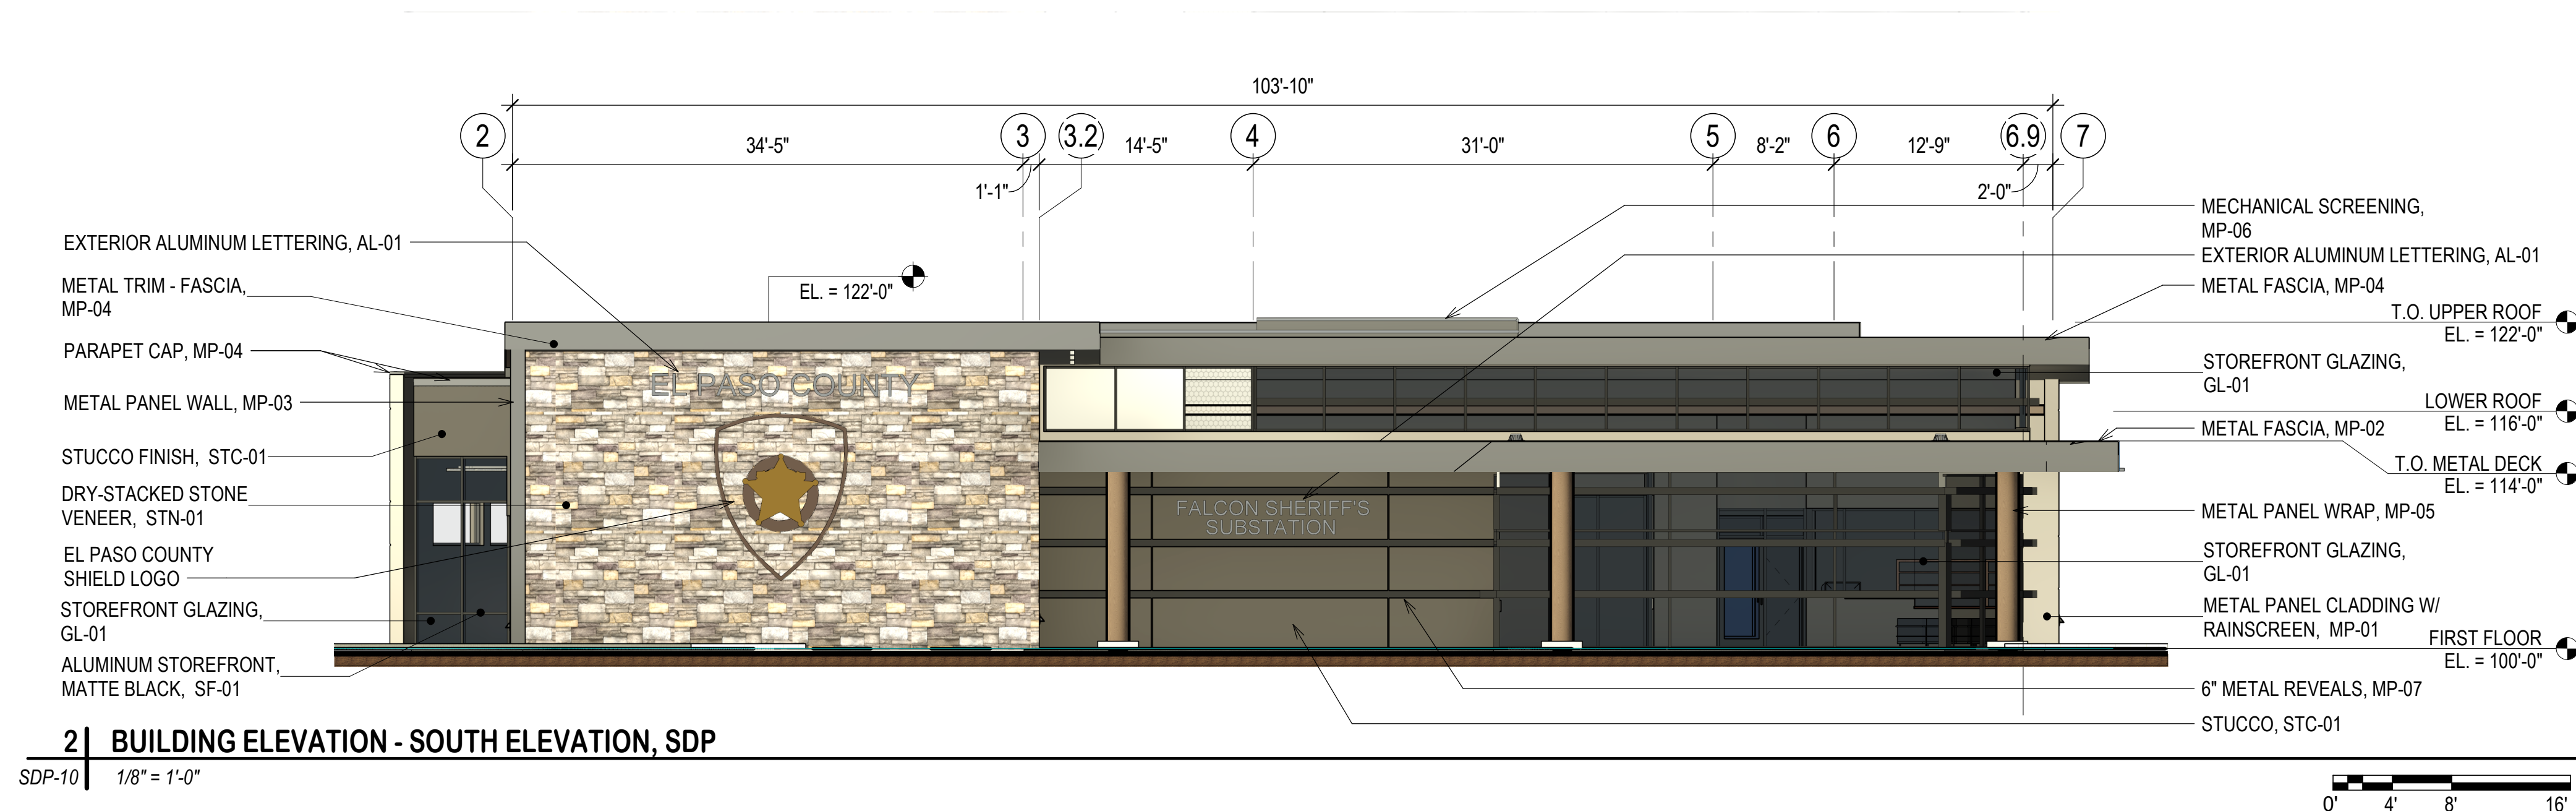 103'-10"
2
3
3.2
4
5
6
6.9
7
34'-5"
14'-5"
31'-0"
8'-2"
12'-9"
1'-1"
2'-0"
EXTERIOR ALUMINUM LETTERING, AL-01
METAL TRIM - FASCIA,
MP-04
PARAPET CAP, MP-04
METAL PANEL WALL, MP-03
STUCCO FINISH, STC-01
DRY-STACKED STONE
VENEER, STN-01
EL PASO COUNTY
SHIELD LOGO
STOREFRONT GLAZING,
GL-01
ALUMINUM STOREFRONT,
MATTE BLACK, SF-01
EL. = 122'-0"
EL PASO COUNTY
FALCON SHERIFF'S
SUBSTATION
MECHANICAL SCREENING,
MP-06
EXTERIOR ALUMINUM LETTERING, AL-01
METAL FASCIA, MP-04
T.O. UPPER ROOF
EL. = 122'-0"
STOREFRONT GLAZING,
GL-01
LOWER ROOF
EL. = 116'-0"
METAL FASCIA, MP-02
T.O. METAL DECK
EL. = 114'-0"
METAL PANEL WRAP, MP-05
STOREFRONT GLAZING,
GL-01
METAL PANEL CLADDING W/
RAINSCREEN, MP-01
FIRST FLOOR
EL. = 100'-0"
6" METAL REVEALS, MP-07
STUCCO, STC-01
2 BUILDING ELEVATION - SOUTH ELEVATION, SDP
SDP-10 1/8" = 1'-0"
0' 4' 8' 16'